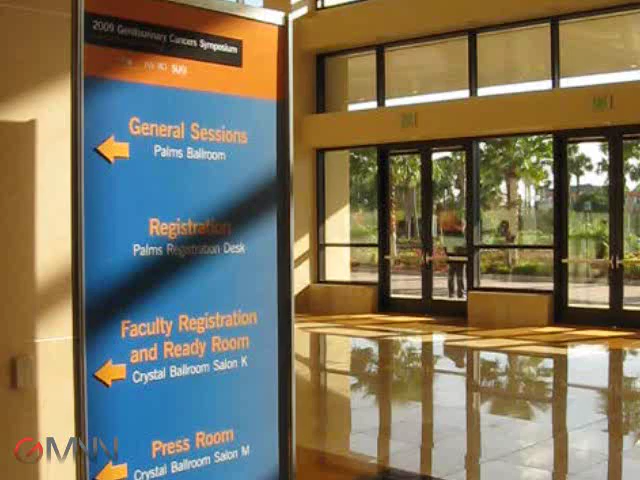 2009 Genitourinary Cancers Symposium
General Sessions
Palms Ballroom
Registration
Palms Registration Desk
Faculty Registration
and Ready Room
Crystal Ballroom Salon K
Press Room
Crystal Ballroom Salon M
OMNN